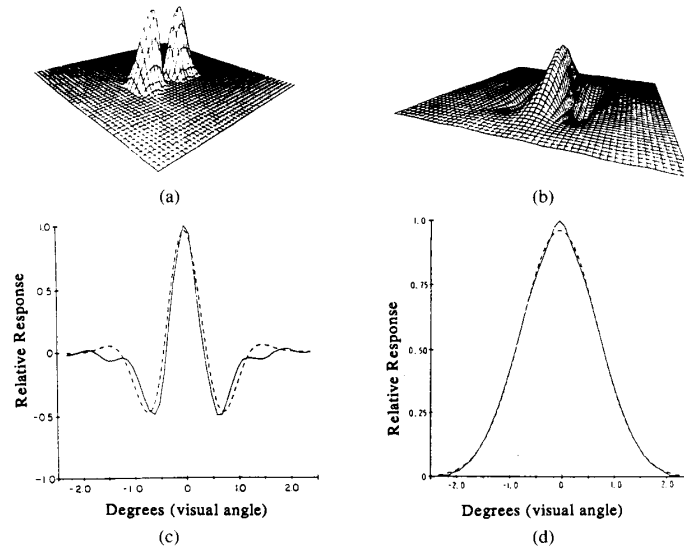 (a)
(b)
1.0
0.5
0
-0.5
-1.0
Relative Response
-2.0 -1.0 0 1.0 2.0
Degrees (visual angle)
(c)
1.0
0.75
0.50
0.25
0
Relative Response
-2.0 -1.0 0 1.0 2.0
Degrees (visual angle)
(d)